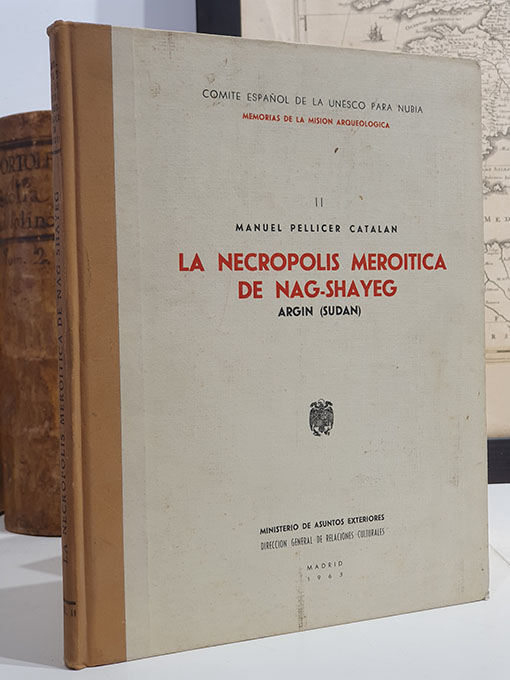 COMITE ESPAÑOL DE LA UNESCO PARA NUBIA
MEMORIAS DE LA MISION ARQUEOLOGICA
II
MANUEL PELLICER CATALAN
LA NECROPOLIS MEROITICA
DE NAG-SHAYEG
ARGIN (SUDAN)
MINISTERIO DE ASUNTOS EXTERIORES
DIRECCION GENERAL DE RELACIONES CULTURALES
MADRID
1963
LA NECROPOLIS MEROITICA DE NAG-SHAYEG
II